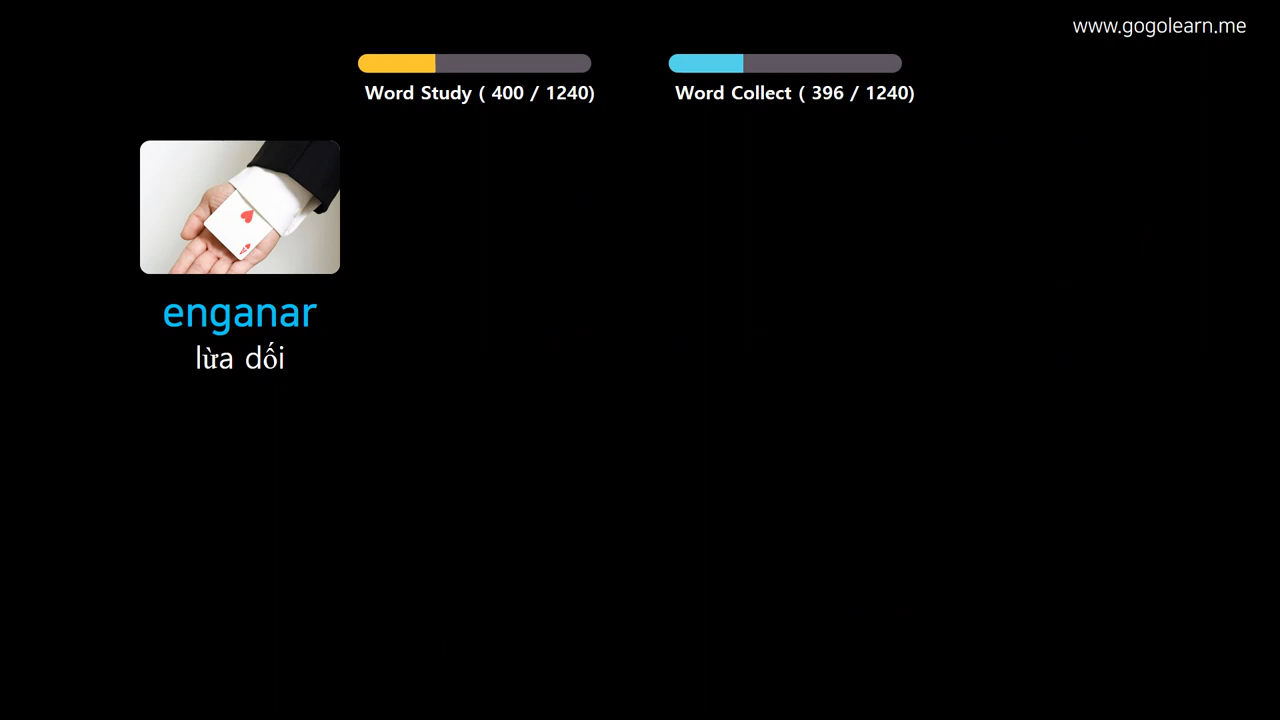 www.gogolearn.me
Word Study ( 400 / 1240)
Word Collect ( 396 / 1240)
A
enganar
lừa dối